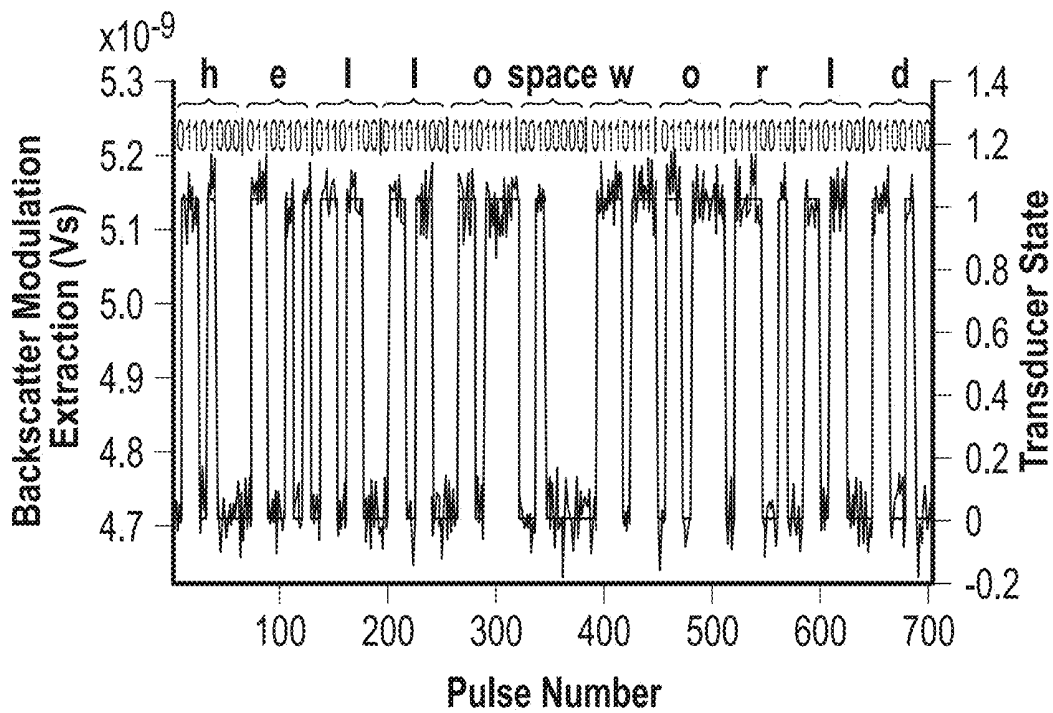 x10-9
5.3
5.2
5.1
5.0
4.9
4.8
4.7
Backscatter Modulation
Extraction (Vs)
h e l l o space w o r l d
01101000 01100101 01101100 01101100 01101111 00100000 01110111 01101111 01110010 01101100 01100100
1.4
1.2
1
0.8
0.6
0.4
0.2
0
-0.2
Transducer State
100 200 300 400 500 600 700
Pulse Number